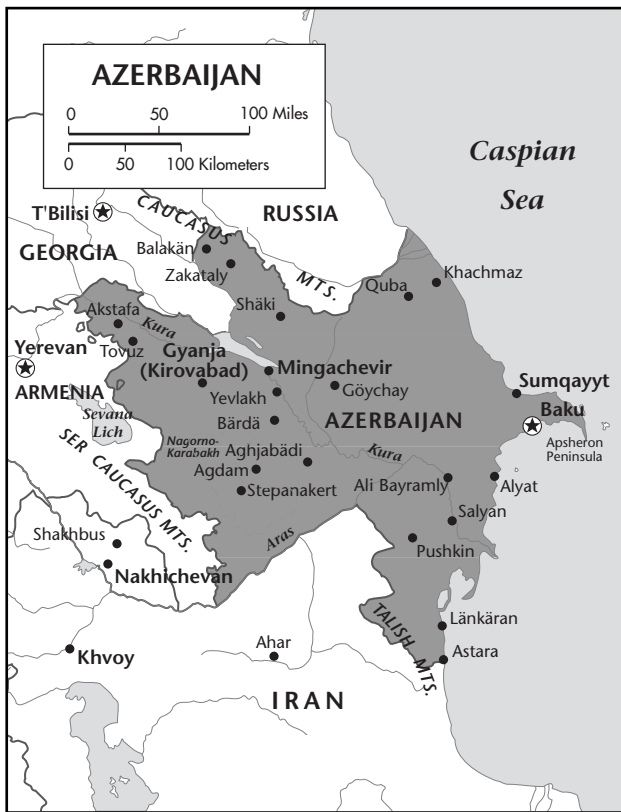 AZERBAIJAN
0 50 100 Miles
0 50 100 Kilometers
Caspian
Sea
T'Bilisi
CAUCASUS
MTS.
RUSSIA
GEORGIA
Balakän
Zakataly
Khachmaz
Quba
Shäki
Akstafa
Kura
Yerevan
Tovuz
Gyanja
(Kirovabad)
Mingachevir
Göychay
Sumqayyt
ARMENIA
Yevlakh
Baku
Sevana
Lich
Bärdä
AZERBAIJAN
Apsheron
Peninsula
Nagorno-
Karabakh
Aghjabädi
Kura
SER CAUCASUS MTS.
Agdam
Ali Bayramly
Alyat
Stepanakert
Salyan
Shakhbus
Aras
Pushkin
Nakhichevan
TALISH MTS.
Länkäran
Khvoy
Ahar
Astara
IRAN